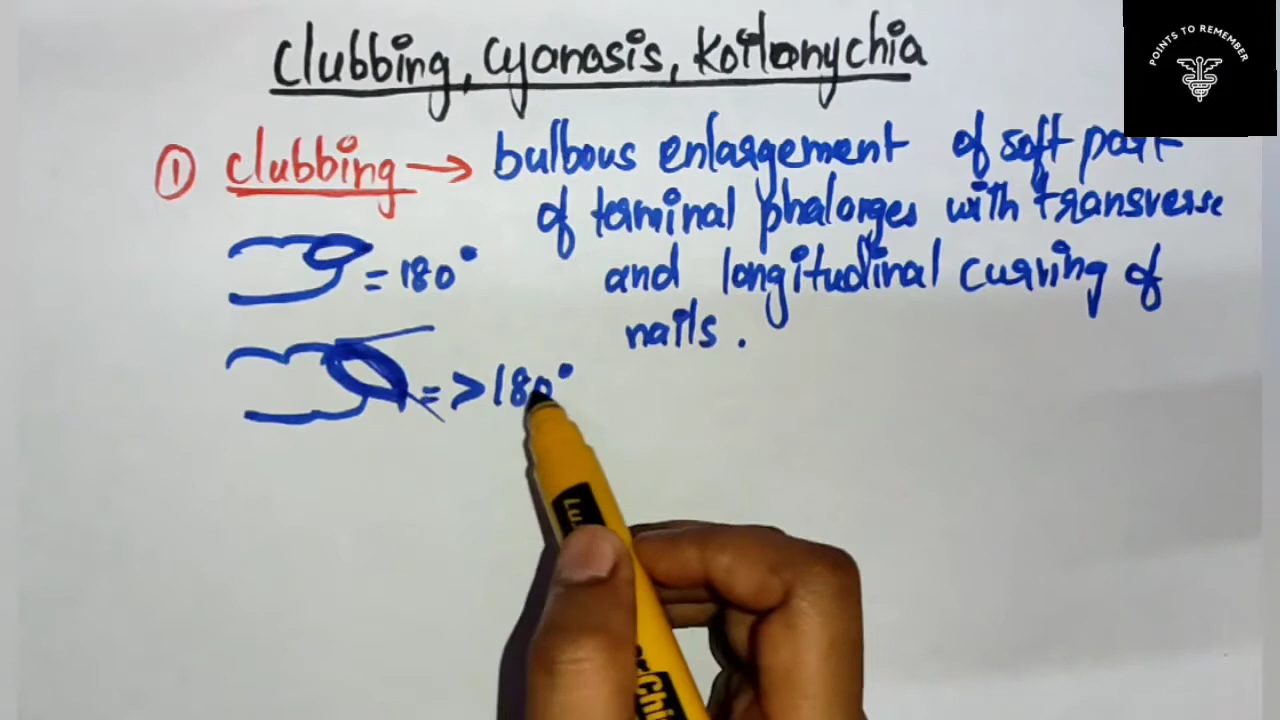 Clubbing, Cyanosis, Koilonychia
POINTS TO REMEMBER
① clubbing → bulbous enlargement of soft part
of terminal phalanges with transverse
and longitudinal curving of
nails.
= 180°
= > 180°